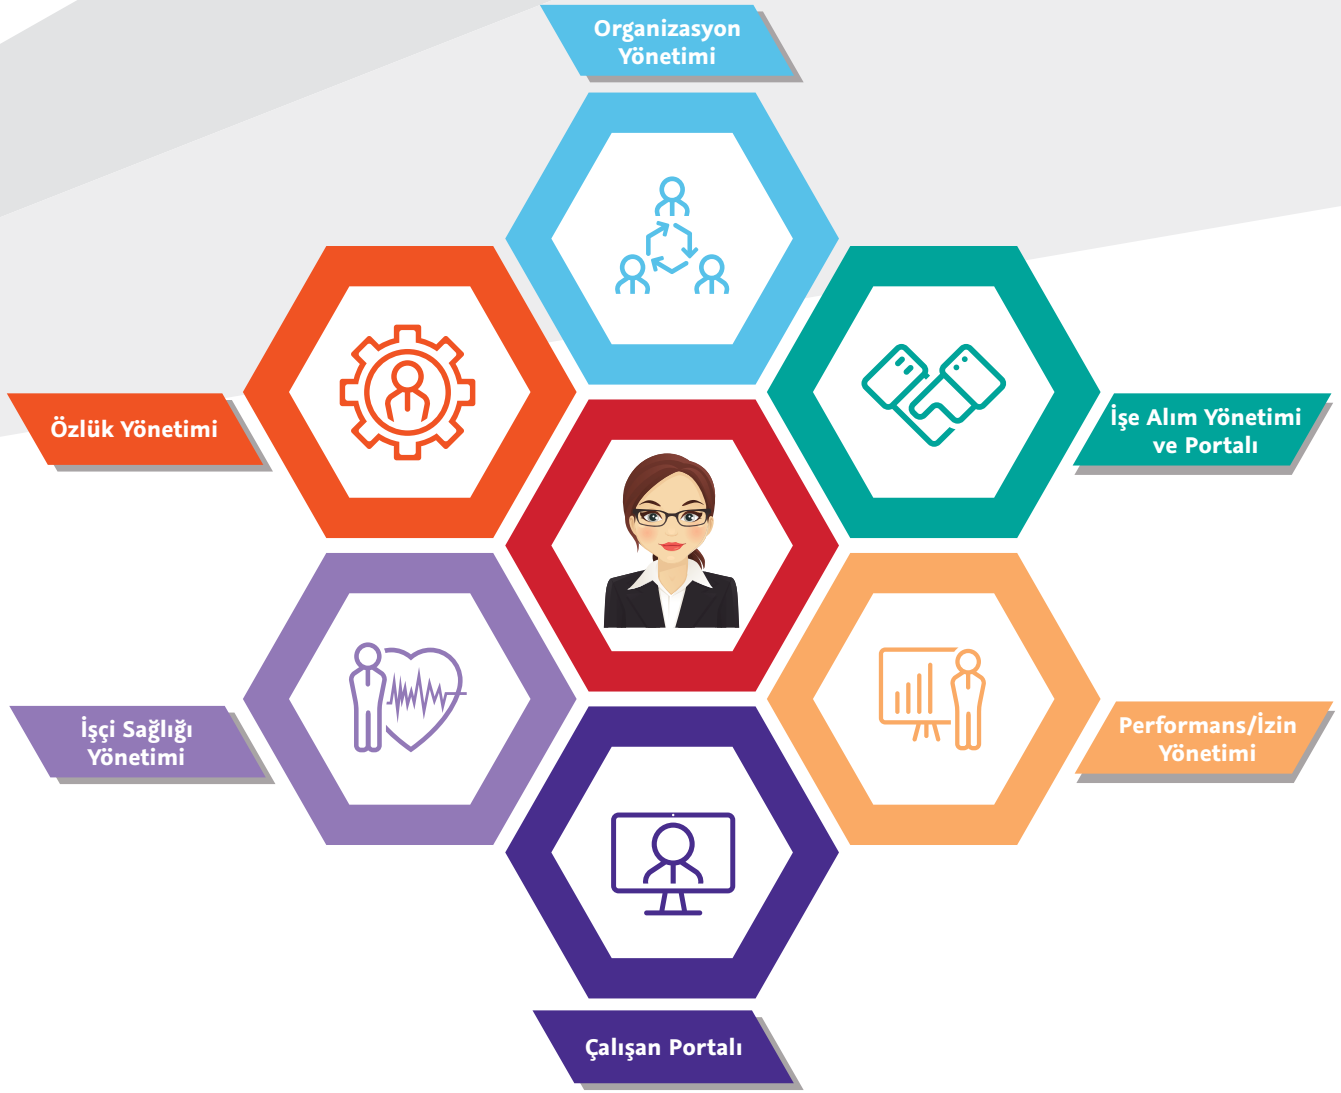 Organizasyon
Yönetimi
Özlük Yönetimi
İşe Alım Yönetimi
ve Portalı
İşçi Sağlığı
Yönetimi
Performans/İzin
Yönetimi
Çalışan Portalı